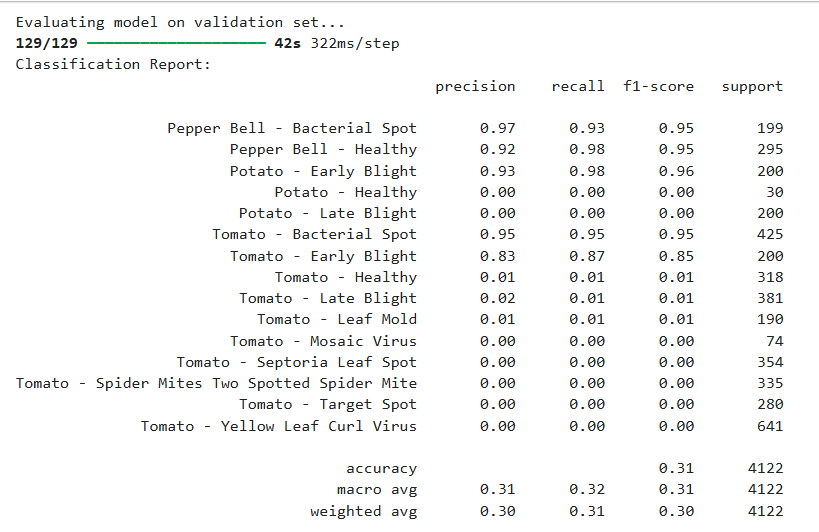 Evaluating model on validation set...
129/129 ━━━━━━━━━━━━━━━━━━━━ 42s 322ms/step
Classification Report:
precision recall f1-score support
Pepper Bell - Bacterial Spot 0.97 0.93 0.95 199
Pepper Bell - Healthy 0.92 0.98 0.95 295
Potato - Early Blight 0.93 0.98 0.96 200
Potato - Healthy 0.00 0.00 0.00 30
Potato - Late Blight 0.00 0.00 0.00 200
Tomato - Bacterial Spot 0.95 0.95 0.95 425
Tomato - Early Blight 0.83 0.87 0.85 200
Tomato - Healthy 0.01 0.01 0.01 318
Tomato - Late Blight 0.02 0.01 0.01 381
Tomato - Leaf Mold 0.01 0.01 0.01 190
Tomato - Mosaic Virus 0.00 0.00 0.00 74
Tomato - Septoria Leaf Spot 0.00 0.00 0.00 354
Tomato - Spider Mites Two Spotted Spider Mite 0.00 0.00 0.00 335
Tomato - Target Spot 0.00 0.00 0.00 280
Tomato - Yellow Leaf Curl Virus 0.00 0.00 0.00 641
accuracy 0.31 4122
macro avg 0.31 0.32 0.31 4122
weighted avg 0.30 0.31 0.30 4122